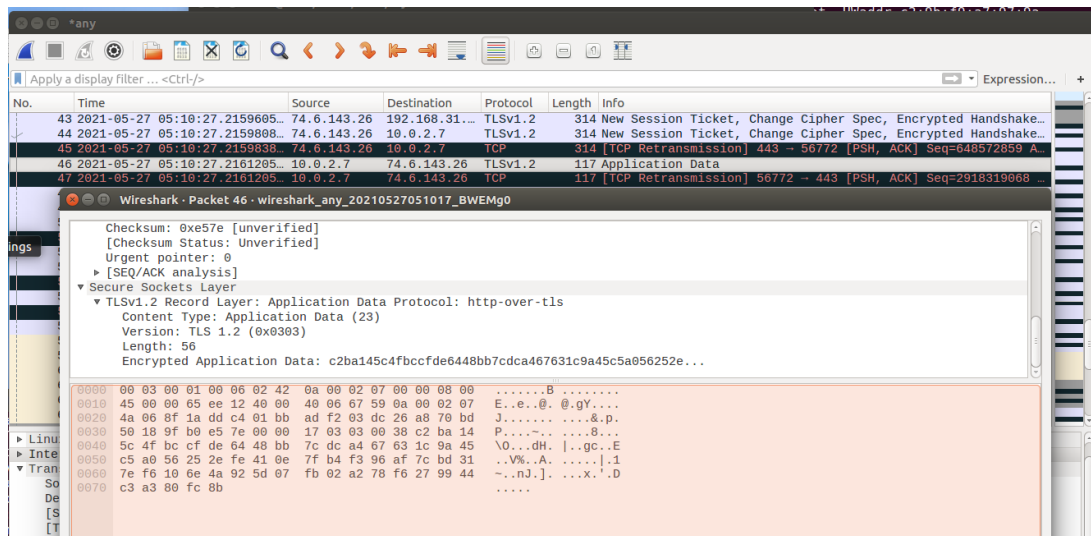 *any
Apply a display filter ... <Ctrl-/>
Expression... +
No. Time Source Destination Protocol Length Info
43 2021-05-27 05:10:27.2159605… 74.6.143.26 192.168.31.… TLSv1.2 314 New Session Ticket, Change Cipher Spec, Encrypted Handshake…
44 2021-05-27 05:10:27.2159808… 74.6.143.26 10.0.2.7 TLSv1.2 314 New Session Ticket, Change Cipher Spec, Encrypted Handshake…
45 2021-05-27 05:10:27.2159838… 74.6.143.26 10.0.2.7 TCP 314 [TCP Retransmission] 443 → 56772 [PSH, ACK] Seq=648572859 A…
46 2021-05-27 05:10:27.2161205… 10.0.2.7 74.6.143.26 TLSv1.2 117 Application Data
47 2021-05-27 05:10:27.2161205… 10.0.2.7 74.6.143.26 TCP 117 [TCP Retransmission] 56772 → 443 [PSH, ACK] Seq=2918319068 …
Wireshark · Packet 46 · wireshark_any_20210527051017_BWEMg0
ings
Checksum: 0xe57e [unverified]
[Checksum Status: Unverified]
Urgent pointer: 0
[SEQ/ACK analysis]
Secure Sockets Layer
TLSv1.2 Record Layer: Application Data Protocol: http-over-tls
Content Type: Application Data (23)
Version: TLS 1.2 (0x0303)
Length: 56
Encrypted Application Data: c2ba145c4fbccfde6448bb7cdca467631c9a45c5a056252e...
0000 00 03 00 01 00 06 02 42 0a 00 02 07 00 00 08 00 .......B ........
0010 45 00 00 65 ee 12 40 00 40 06 67 59 0a 00 02 07 E..e..@. @.gY....
0020 4a 06 8f 1a dd c4 01 bb ad f2 03 dc 26 a8 70 bd J....... ....&.p.
0030 50 18 9f b0 e5 7e 00 00 17 03 03 00 38 c2 ba 14 P....~.. ....8...
0040 5c 4f bc cf de 64 48 bb 7c dc a4 67 63 1c 9a 45 \O...dH. |..gc..E
0050 c5 a0 56 25 2e fe 41 0e 7f b4 f3 96 af 7c bd 31 ..V%..A. .....|.1
0060 7e f6 10 6e 4a 92 5d 07 fb 02 a2 78 f6 27 99 44 ~..nJ.]. ...x.'.D
0070 c3 a3 80 fc 8b .....
Linu
Inte
Tran
So
De
[S
[T